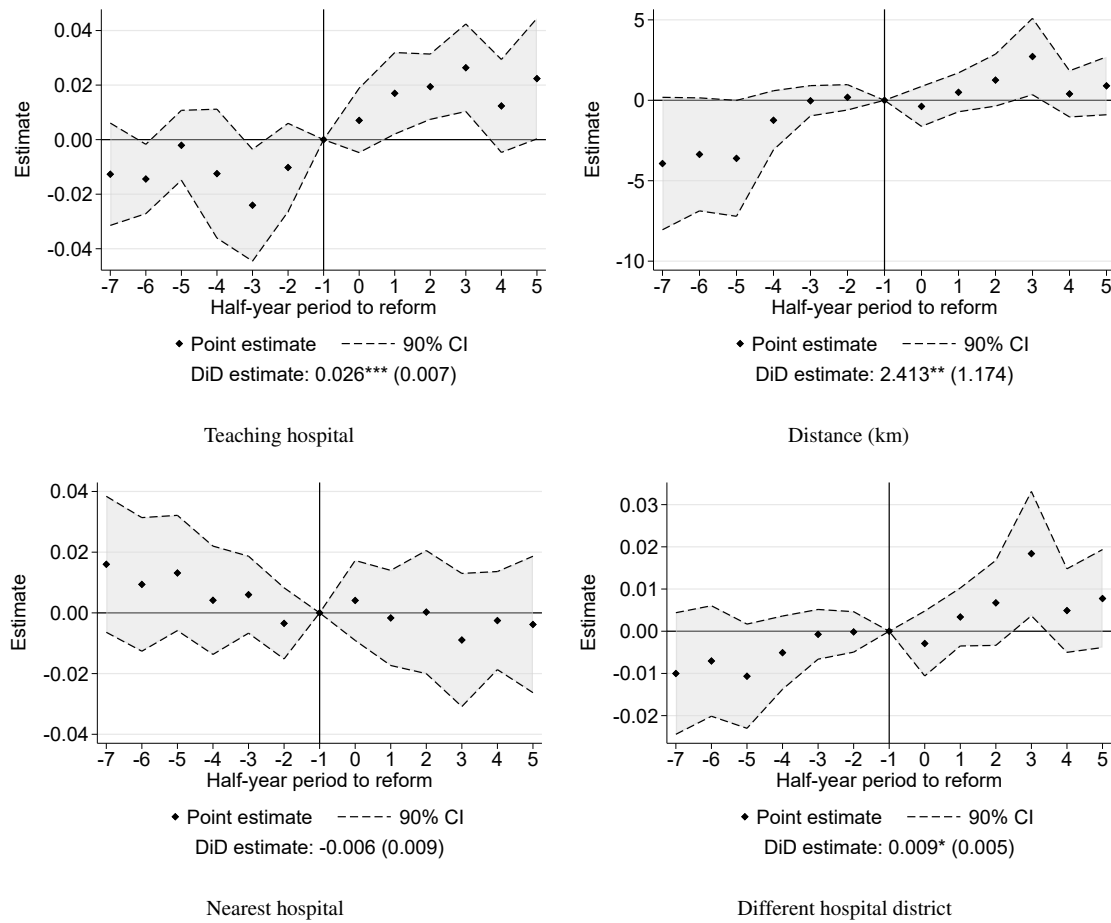 0.04
0.02
0.00
-0.02
-0.04
Estimate
-7 -6 -5 -4 -3 -2 -1 0 1 2 3 4 5
Half-year period to reform
Point estimate 90% CI
DiD estimate: 0.026*** (0.007)
Teaching hospital
5
0
-5
-10
Estimate
-7 -6 -5 -4 -3 -2 -1 0 1 2 3 4 5
Half-year period to reform
Point estimate 90% CI
DiD estimate: 2.413** (1.174)
Distance (km)
0.04
0.02
0.00
-0.02
-0.04
Estimate
-7 -6 -5 -4 -3 -2 -1 0 1 2 3 4 5
Half-year period to reform
Point estimate 90% CI
DiD estimate: -0.006 (0.009)
Nearest hospital
0.03
0.02
0.01
0.00
-0.01
-0.02
Estimate
-7 -6 -5 -4 -3 -2 -1 0 1 2 3 4 5
Half-year period to reform
Point estimate 90% CI
DiD estimate: 0.009* (0.005)
Different hospital district